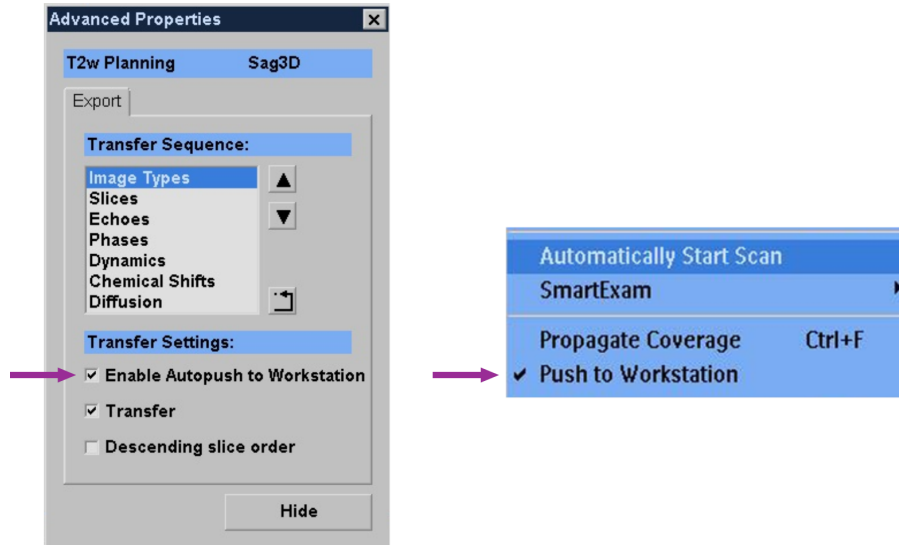 Advanced Properties
T2w Planning Sag3D
Export
Transfer Sequence:
Image Types
Slices
Echoes
Phases
Dynamics
Chemical Shifts
Diffusion
Transfer Settings:
Enable Autopush to Workstation
Transfer
Descending slice order
Hide
Automatically Start Scan
SmartExam
Propagate Coverage Ctrl+F
Push to Workstation